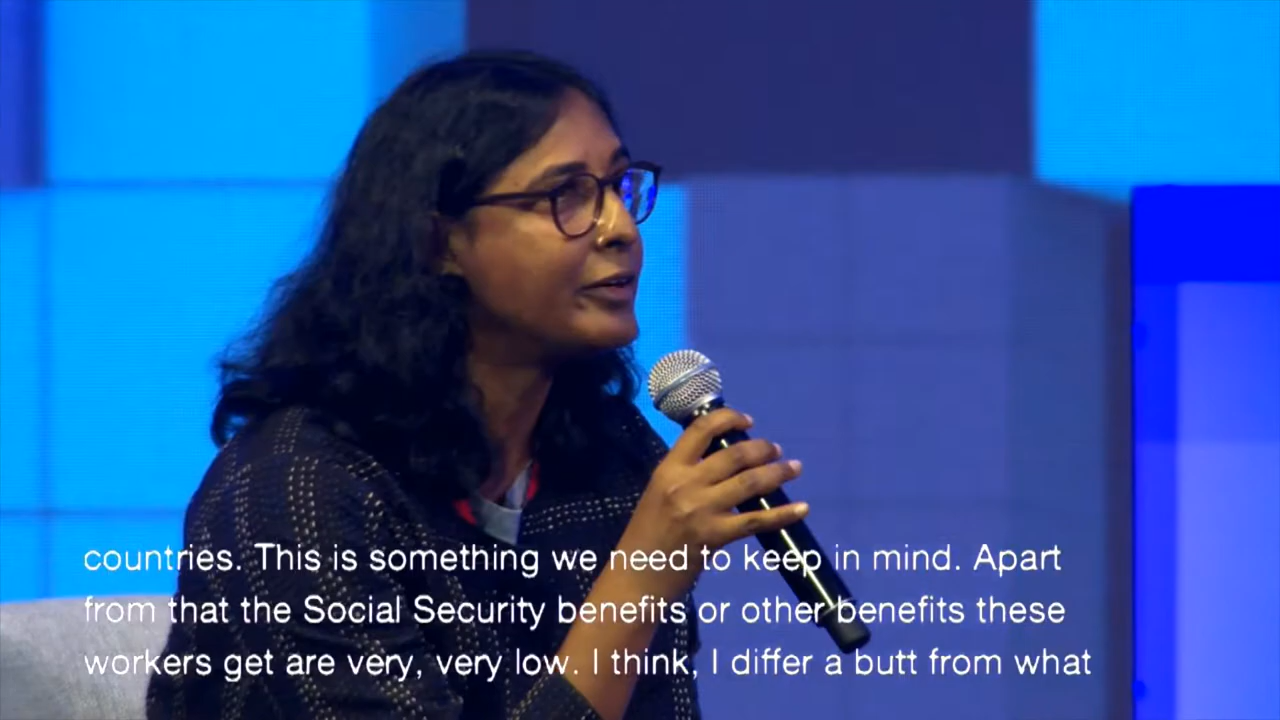 countries. This is something we need to keep in mind. Apart
from that the Social Security benefits or other benefits these
workers get are very, very low. I think, I differ a butt from what